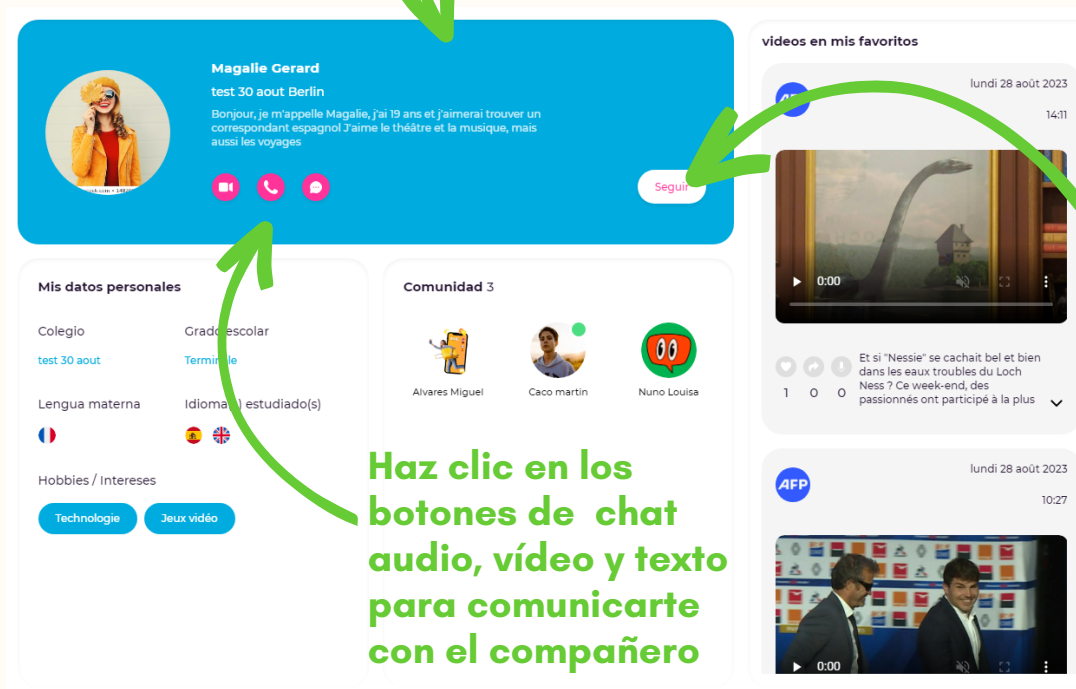 Magalie Gerard
test 30 aout Berlin
Bonjour, je m'appelle Magalie, j'ai 19 ans et j'aimerai trouver un
correspondant espagnol J'aime le théâtre et la musique, mais
aussi les voyages
Seguir
Mis datos personales
Colegio
Grado escolar
test 30 aout
Terminale
Lengua materna
Idioma(s) estudiado(s)
Hobbies / Intereses
Technologie
Jeux vidéo
Comunidad 3
Alvares Miguel
Caco martin
Nuno Louisa
Haz clic en los
botones de chat
audio, vídeo y texto
para comunicarte
con el compañero
videos en mis favoritos
AFP
lundi 28 août 2023
14:11
0:00
Et si "Nessie" se cachait bel et bien
dans les eaux troubles du Loch
Ness ? Ce week-end, des
passionnés ont participé à la plus
1 0 0
AFP
lundi 28 août 2023
10:27
0:00